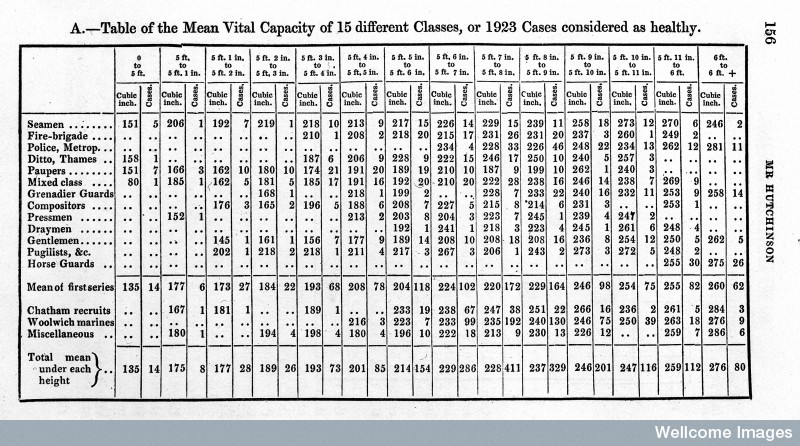 A.—Table of the Mean Vital Capacity of 15 different Classes, or 1923 Cases considered as healthy.
156
MR HUTCHINSON
0 to 5 ft. 5 ft. to 5 ft. 1 in. 5 ft. 1 in. to 5 ft. 2 in. 5 ft. 2 in. to 5 ft. 3 in. 5 ft. 3 in. to 5 ft. 4 in. 5 ft. 4 in. to 5 ft. 5 in. 5 ft. 5 in. to 5 ft. 6 in. 5 ft. 6 in. to 5 ft. 7 in. 5 ft. 7 in. to 5 ft. 8 in. 5 ft. 8 in. to 5 ft. 9 in. 5 ft. 9 in. to 5 ft. 10 in. 5 ft. 10 in. to 5 ft. 11 in. 5 ft. 11 in. to 6 ft. 6 ft. to 6 ft. +
Cubic inch. Cases. Cubic inch. Cases. Cubic inch. Cases. Cubic inch. Cases. Cubic inch. Cases. Cubic inch. Cases. Cubic inch. Cases. Cubic inch. Cases. Cubic inch. Cases. Cubic inch. Cases. Cubic inch. Cases. Cubic inch. Cases. Cubic inch. Cases. Cubic inch. Cases.
Seamen ........ 151 5 206 1 192 7 219 1 218 10 213 9 217 15 226 14 229 15 239 11 258 18 273 12 270 6 246 2
Fire-brigade .... .. .. .. .. .. .. .. .. 210 1 208 2 218 20 215 17 231 26 231 20 237 3 260 1 249 2 .. ..
Police, Metrop. .. .. .. .. .. .. .. .. .. .. .. .. .. .. 234 4 228 33 226 46 248 22 234 13 262 12 281 11
Ditto, Thames .. 158 1 .. .. .. .. .. .. 187 6 206 9 228 9 222 15 246 17 250 10 240 5 257 3 .. .. .. ..
Paupers ........ 151 7 166 3 162 10 180 10 174 21 191 20 189 19 210 10 187 9 199 10 262 1 240 3 .. .. .. ..
Mixed class .... 80 1 185 1 162 5 181 5 185 17 191 16 192 20 210 20 222 28 238 16 246 14 238 7 269 9 .. ..
Grenadier Guards .. .. .. .. .. .. 168 1 .. .. 218 1 199 2 .. .. 228 7 233 22 240 16 232 11 253 9 258 14
Compositors .... .. .. .. .. 176 3 165 2 196 5 188 6 208 7 227 5 215 8 214 6 231 3 .. .. 253 1 .. ..
Pressmen ...... .. .. 152 1 .. .. .. .. .. .. 213 2 203 8 204 3 223 7 245 1 239 4 247 2 .. .. .. ..
Draymen ...... .. .. .. .. .. .. .. .. .. .. .. .. 192 1 241 1 218 3 223 4 245 1 261 6 248 4 .. ..
Gentlemen ...... .. .. .. .. 145 1 161 1 156 7 177 9 189 14 208 10 208 18 208 16 236 8 254 12 250 5 262 5
Pugilists, &c. .. .. .. .. 202 1 218 2 218 1 211 4 217 3 267 3 206 1 243 2 273 3 272 5 248 2 .. ..
Horse Guards .. .. .. .. .. .. .. .. .. .. .. .. .. .. .. .. .. .. .. .. .. .. .. .. .. 255 30 275 26
Mean of first series 135 14 177 6 173 27 184 22 193 68 208 78 204 118 224 102 220 172 229 164 246 98 254 75 255 82 260 62
Chatham recruits .. .. 167 1 181 1 .. .. 189 1 .. .. 233 19 238 67 247 38 251 22 266 16 236 2 261 5 284 3
Woolwich marines .. .. .. .. .. .. .. .. .. .. 216 3 223 7 233 99 235 192 240 130 246 75 250 39 263 18 276 9
Miscellaneous .. .. .. 180 1 .. .. 194 4 198 4 180 4 196 10 222 18 213 9 230 13 226 12 .. .. 259 7 286 6
Total mean under each height } .. 135 14 175 8 177 28 189 26 193 73 201 85 214 154 229 286 228 411 237 329 246 201 247 116 259 112 276 80
Wellcome Images